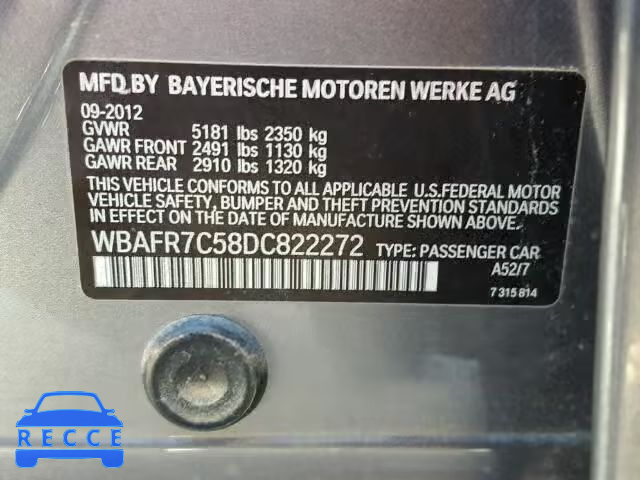 MFD.BY BAYERISCHE MOTOREN WERKE AG
09-2012
GVWR 5181 lbs 2350 kg
GAWR FRONT 2491 lbs 1130 kg
GAWR REAR 2910 lbs 1320 kg
THIS VEHICLE CONFORMS TO ALL APPLICABLE U.S.FEDERAL MOTOR
VEHICLE SAFETY, BUMPER AND THEFT PREVENTION STANDARDS
IN EFFECT ON THE DATE OF MANUFACTURE SHOWN ABOVE.
WBAFR7C58DC822272 TYPE: PASSENGER CAR
A52/7
7 315 814
RECCE